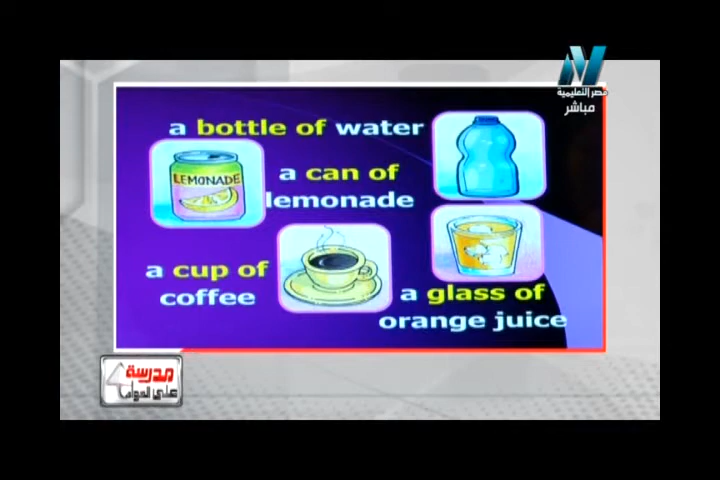 مصر التعليمية
مباشر
a bottle of water
LEMONADE
a can of
lemonade
a cup of
coffee
a glass of
orange juice
مدرسة
على الهواء